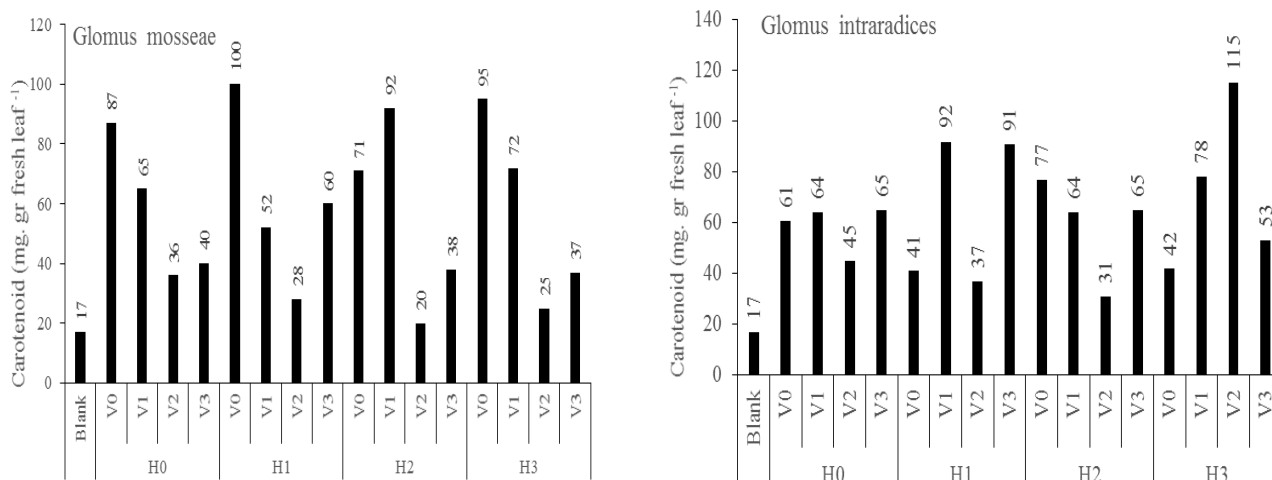 Glomus mosseae
Carotenoid (mg. gr fresh leaf ⁻¹)
120
100
80
60
40
20
0
17
87
65
36
40
100
52
28
60
71
92
20
38
95
72
25
37
Blank
V0
V1
V2
V3
V0
V1
V2
V3
V0
V1
V2
V3
V0
V1
V2
V3
H0
H1
H2
H3
Glomus intraradices
Carotenoid (mg. gr fresh leaf ⁻¹)
140
120
100
80
60
40
20
0
17
61
64
45
65
41
92
37
91
77
64
31
65
42
78
115
53
Blank
V0
V1
V2
V3
V0
V1
V2
V3
V0
V1
V2
V3
V0
V1
V2
V3
H0
H1
H2
H3